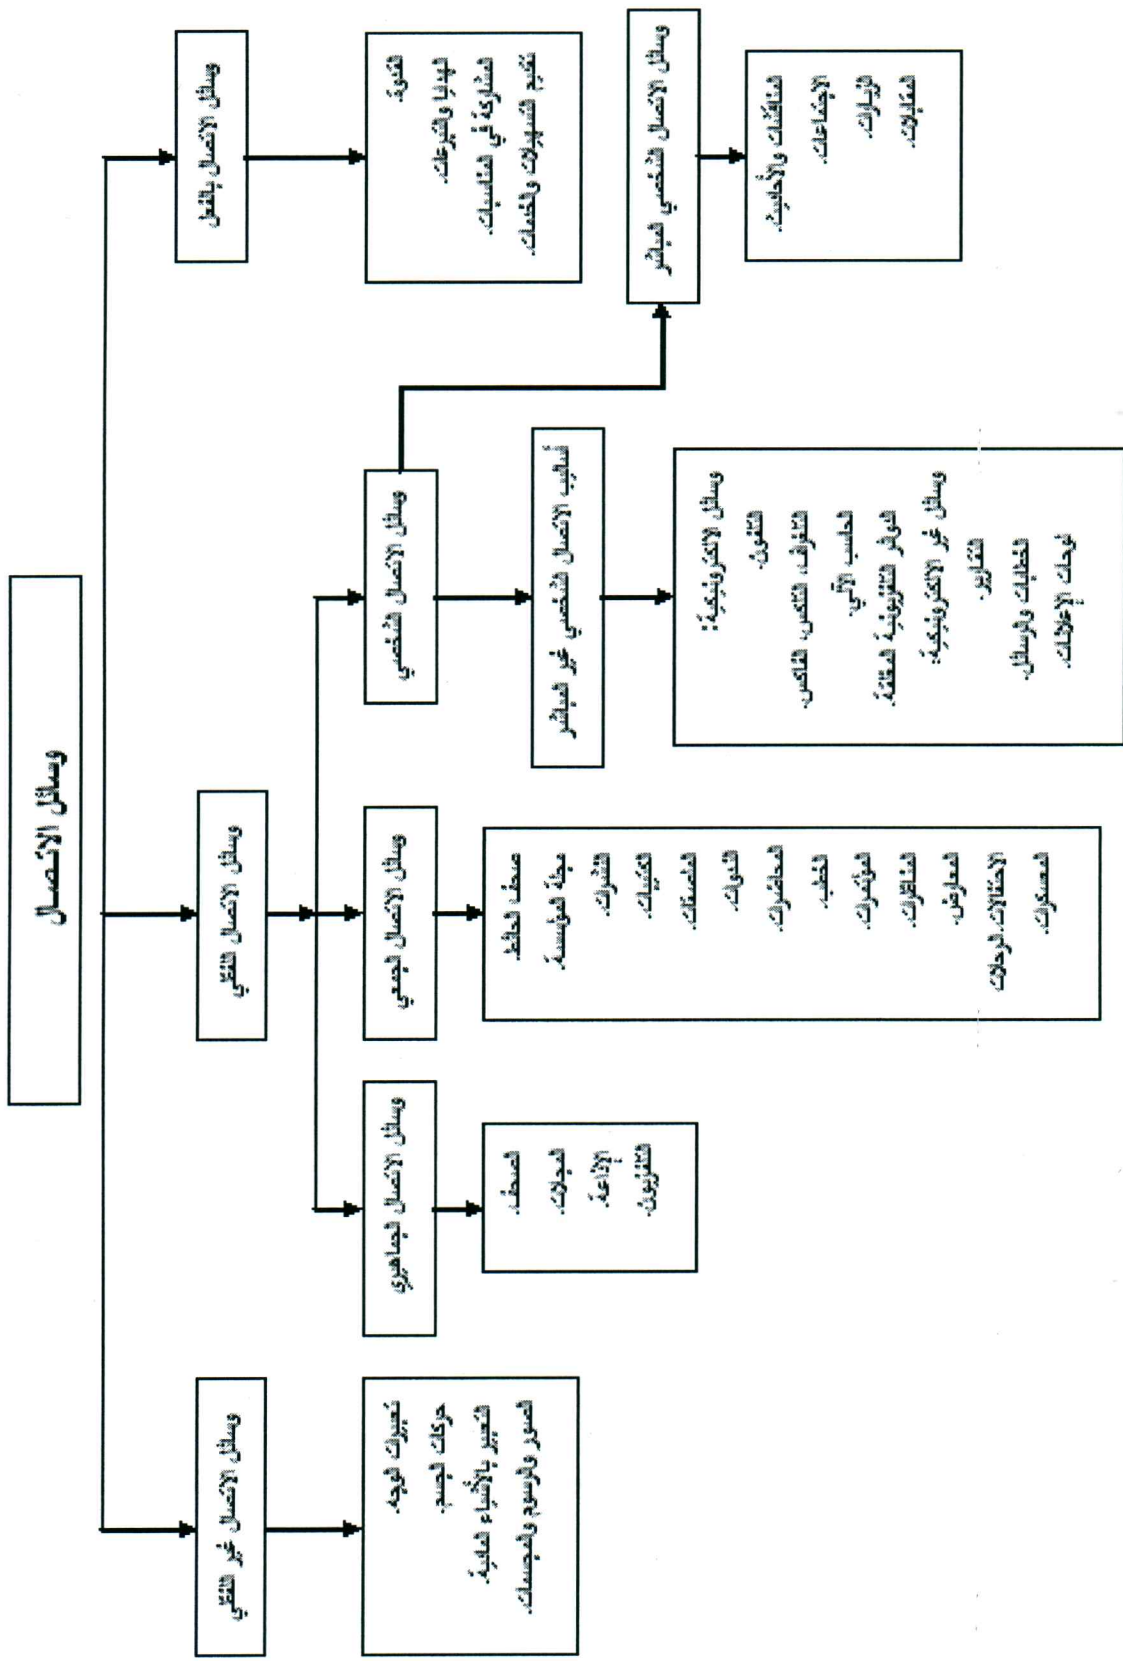 وسائل الاتصال
وسائل الاتصال بالفعل
القدوة.
الهدايا والتبرعات.
المشاركة في المناسبات.
تقديم التسهيلات والخدمات.
وسائل الاتصال اللفظي
وسائل الاتصال الشخصي
وسائل الاتصال الشخصي المباشر
المناقشات والأحاديث.
الاجتماعات.
الزيارات.
المقابلات.
أساليب الاتصال الشخصي غير المباشر
وسائل الالكترونيكية:
التلفون.
التلغراف، التلكس، الفاكس.
الحاسب الآلي.
الدوائر التلفزيونية المغلقة.
وسائل غير الالكترونيكية:
التقارير.
الخطابات والرسائل.
لوحات الإعلانات.
وسائل الاتصال الجمعي
صحف الحائط.
مجلة المؤسسة.
النشرات.
الكتيبات.
الملصقات.
الندوات.
المحاضرات.
الخطب.
المؤتمرات.
المناظرات.
المعارض.
الاحتفالات.الرحلات
المعسكرات.
وسائل الاتصال الجماهيري
الصحف.
المجلات.
الإذاعة.
التلفزيون.
وسائل الاتصال غير اللفظي
تعبيرات الوجه.
حركات الجسم.
التعبير بالأشياء المادية.
الصور والرسوم والمجسمات.